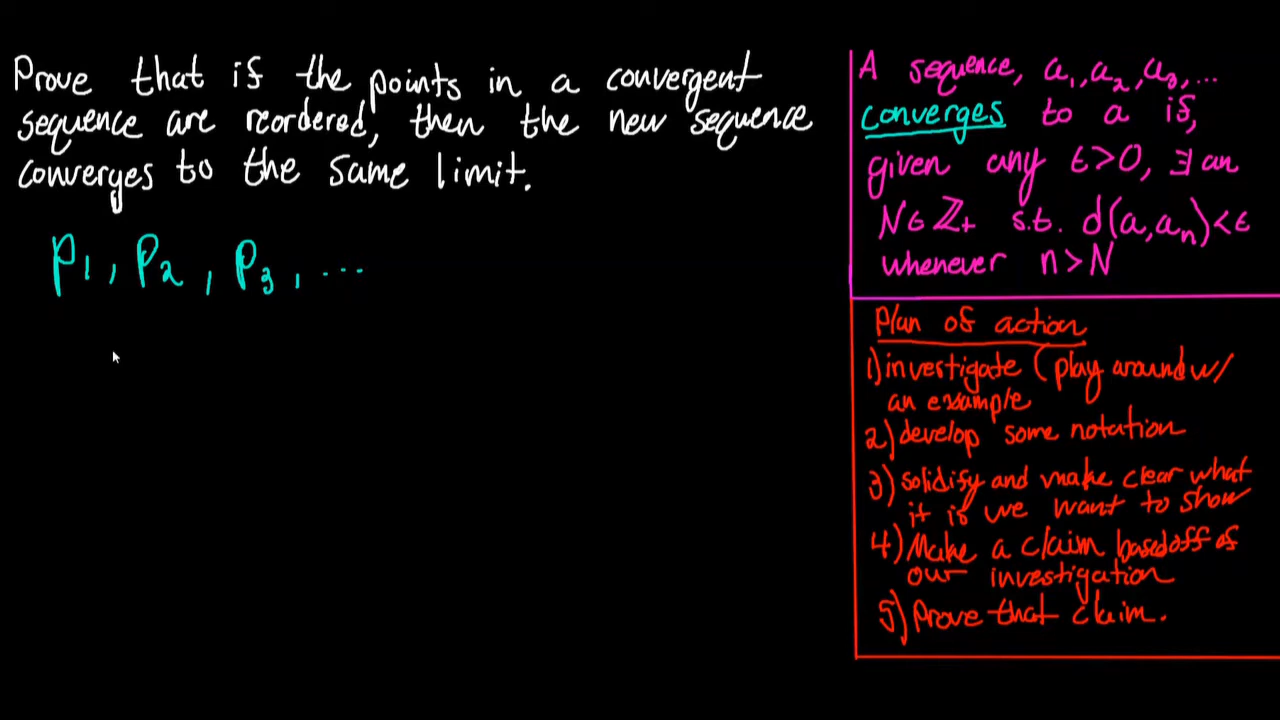 Prove that if the points in a convergent
sequence are reordered, then the new sequence
converges to the same limit.
p₁, p₂, p₃, ...
A sequence, a₁, a₂, a₃, ...
converges to a if,
given any ε>0, ∃ an
N∈ℤ₊ s.t. d(a,aₙ)<ε
whenever n>N
Plan of action
1) investigate (play around w/
an example
2) develop some notation
3) solidify and make clear what
it is we want to show
4) Make a claim based off of
our investigation
5) Prove that claim.